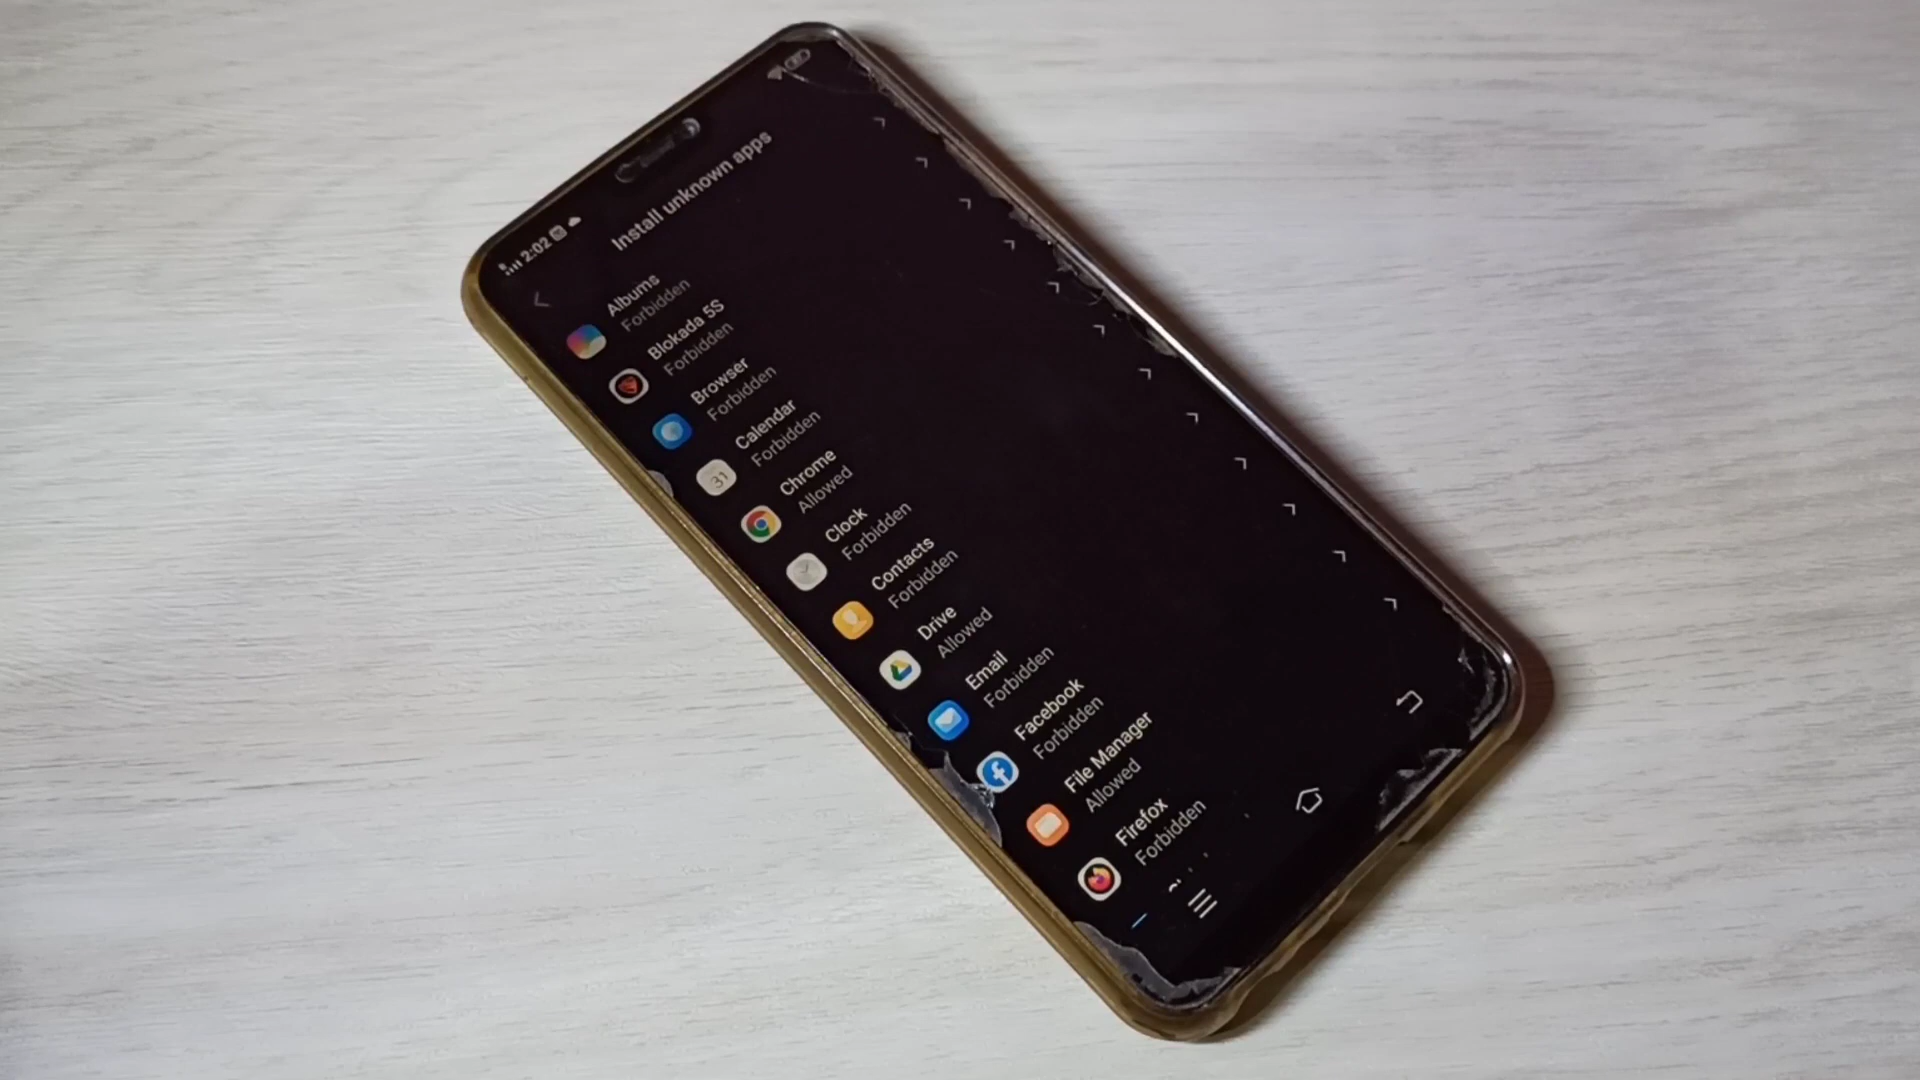 2:02
Install unknown apps
Albums
Forbidden
Blokada 5S
Forbidden
Browser
Forbidden
31
Calendar
Forbidden
Chrome
Allowed
Clock
Forbidden
Contacts
Forbidden
Drive
Allowed
Email
Forbidden
Facebook
Forbidden
File Manager
Allowed
Firefox
Forbidden